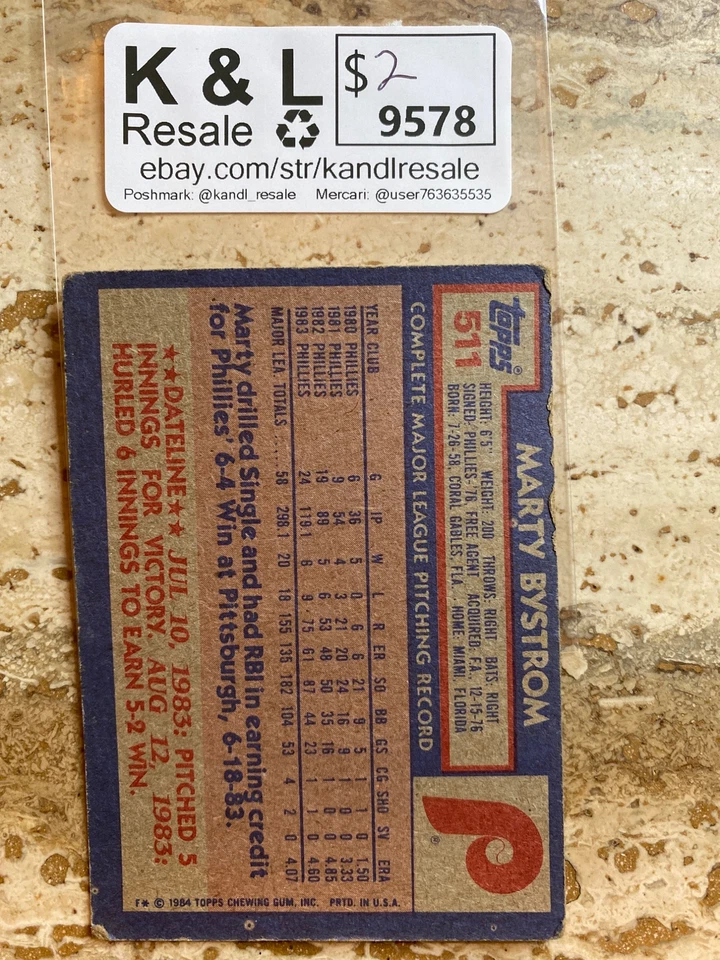 K & L
Resale
$2
9578
ebay.com/str/kandlresale
Poshmark: @kandl_resale Mercari: @user763635535
MARTY BYSTROM
topps®
511
HEIGHT: 6'5" WEIGHT: 200 THROWS: RIGHT BATS: RIGHT
SIGNED: PHILLIES-'76 FREE AGENT ACQUIRED: F.A., 12-15-76
BORN: 7-26-58, CORAL GABLES, FLA. HOME: MIAMI, FLORIDA
P®
COMPLETE MAJOR LEAGUE PITCHING RECORD
YEAR CLUB G IP W L R ER SO BB GS CG SHO SV ERA
1980 PHILLIES 6 36 5 0 6 6 21 9 5 1 1 0 1.50
1981 PHILLIES 9 54 4 3 21 20 24 16 9 1 0 0 3.33
1982 PHILLIES 19 89 5 6 53 48 50 35 16 1 0 0 4.85
1983 PHILLIES 24 119.1 6 9 75 61 87 44 23 1 1 0 4.60
MAJOR LEA. TOTALS .... 58 298.1 20 18 155 135 182 104 53 4 2 0 4.07
Marty drilled Single and had RBI in earning credit
for Phillies' 6-4 Win at Pittsburgh, 6-18-83.
★★DATELINE★★ JUL. 10, 1983: PITCHED 5
INNINGS FOR VICTORY. AUG 12, 1983:
HURLED 6 INNINGS TO EARN 5-2 WIN.
F★ © 1984 TOPPS CHEWING GUM, INC. PRTD. IN U.S.A.